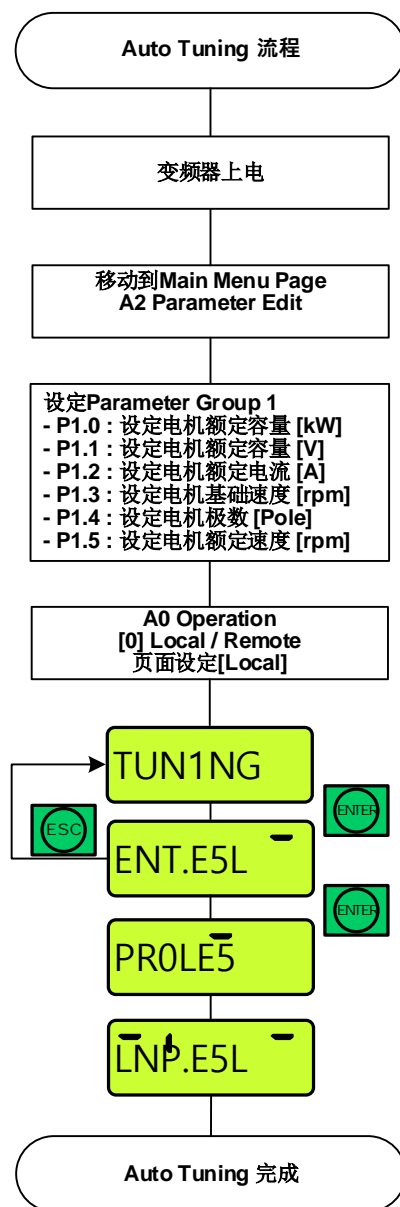 Auto Tuning 流程
变频器上电
移动到Main Menu Page
A2 Parameter Edit
设定Parameter Group 1
- P1.0 : 设定电机额定容量 [kW]
- P1.1 : 设定电机额定容量 [V]
- P1.2 : 设定电机额定电流 [A]
- P1.3 : 设定电机基础速度 [rpm]
- P1.4 : 设定电机极数 [Pole]
- P1.5 : 设定电机额定速度 [rpm]
A0 Operation
[0] Local / Remote
页面设定[Local]
TUN1NG
ENTER
ESC
ENT.E5L
ENTER
PR0LE5
LNP.E5L
Auto Tuning 完成